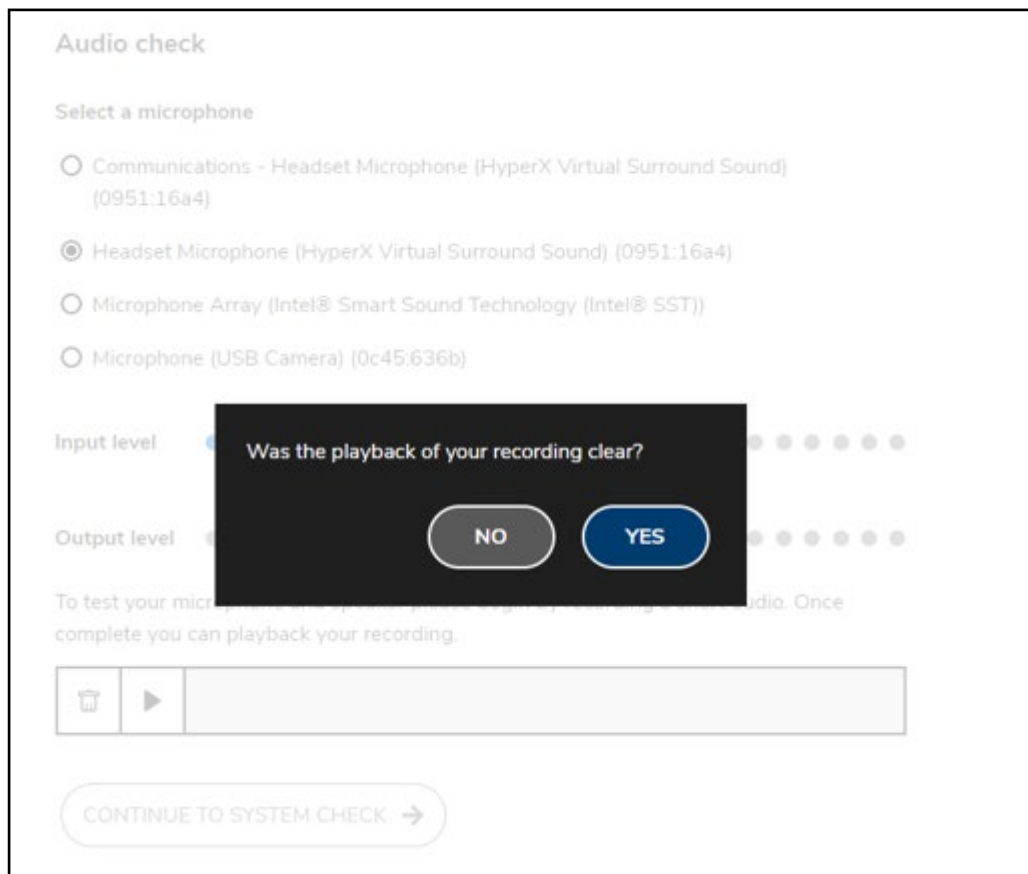 Audio check
Select a microphone
Communications - Headset Microphone (HyperX Virtual Surround Sound)
(0951:16a4)
Headset Microphone (HyperX Virtual Surround Sound) (0951:16a4)
Microphone Array (Intel® Smart Sound Technology (Intel® SST))
Microphone (USB Camera) (0c45:636b)
Input level
Was the playback of your recording clear?
NO YES
Output level
To test your audio. Once
complete you can playback your recording.
CONTINUE TO SYSTEM CHECK